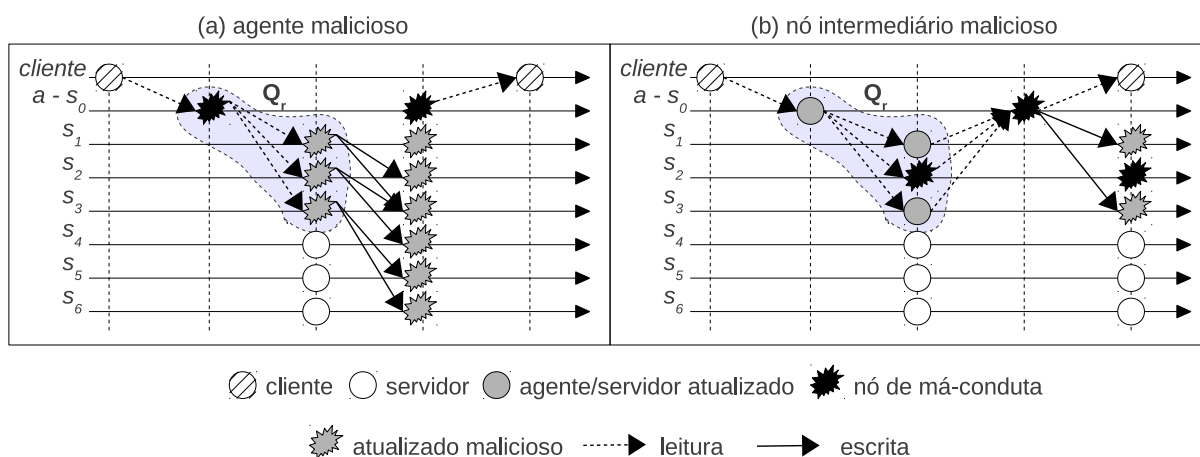 (a) agente malicioso
(b) nó intermediário malicioso
cliente
a - s0
s1
s2
s3
s4
s5
s6
Qr
cliente
a - s0
s1
s2
s3
s4
s5
s6
Qr
cliente servidor agente/servidor atualizado nó de má-conduta
atualizado malicioso leitura escrita